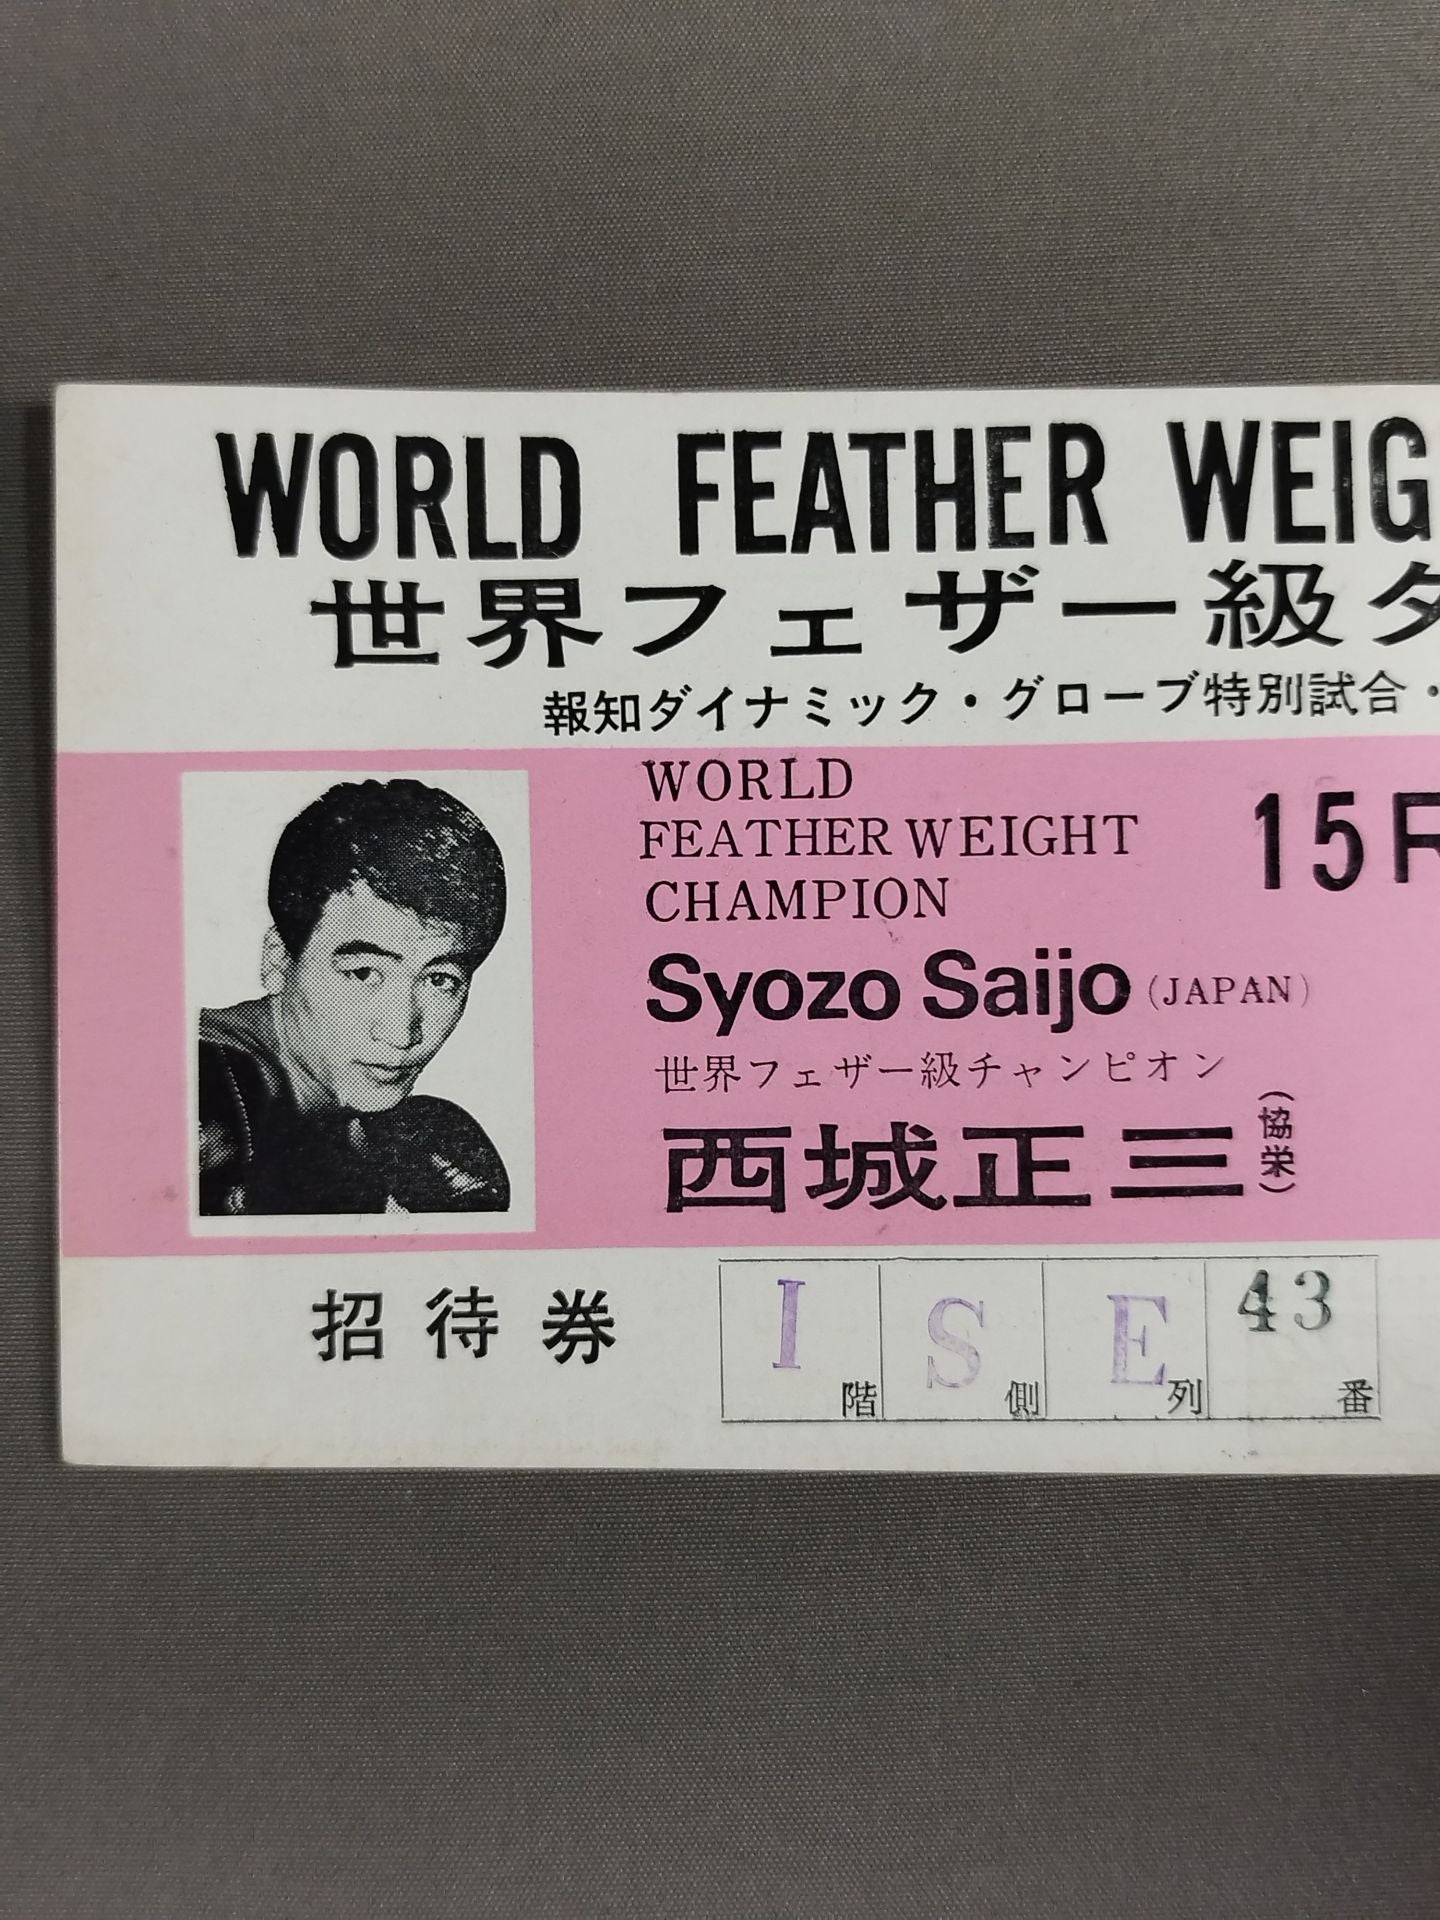 WORLD FEATHER WEIG
世界フェザー級タ
報知ダイナミック・グローブ特別試合・
WORLD
FEATHER WEIGHT
CHAMPION
15R
Syozo Saijo (JAPAN)
世界フェザー級チャンピオン
西城正三 (協栄)
招待券
I 階 S 側 E 列 43 番